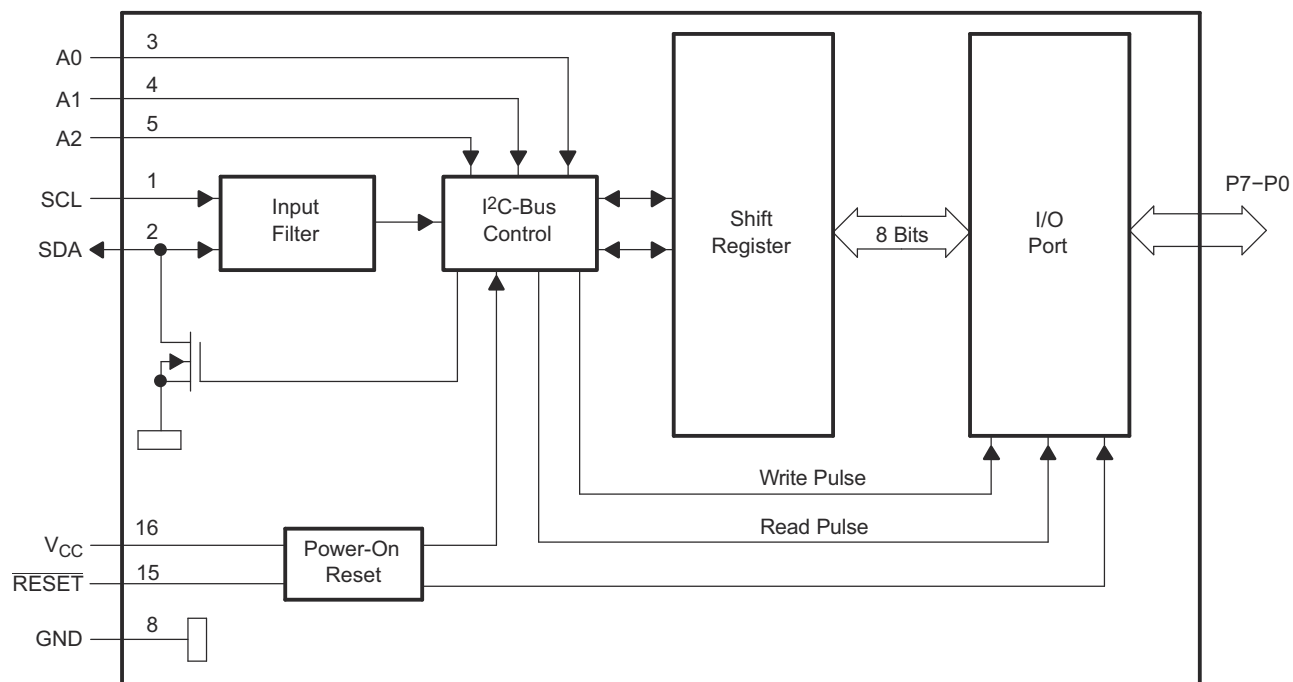 A0
3
A1
4
A2
5
SCL
1
SDA
2
Input
Filter
I²C-Bus
Control
Shift
Register
8 Bits
I/O
Port
P7−P0
Write Pulse
Read Pulse
VCC
16
RESET
15
Power-On
Reset
GND
8